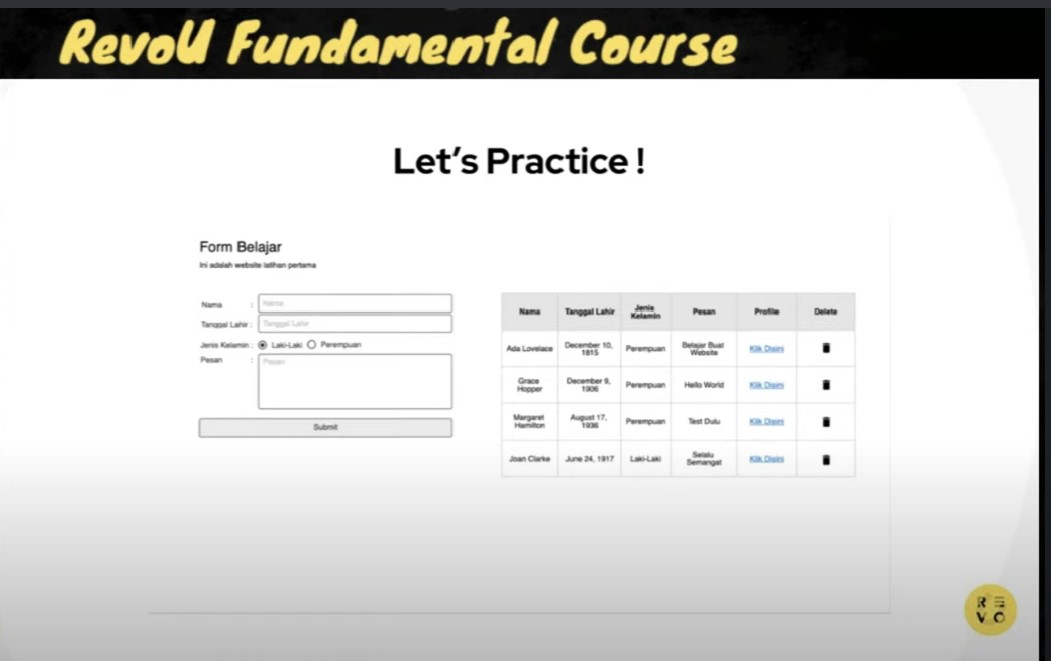 RevoU Fundamental Course
Let's Practice !
Form Belajar
Ini adalah website latihan pertama
Nama : Nama
Tanggal Lahir : Tanggal Lahir
Jenis Kelamin : Laki-Laki Perempuan
Pesan : Pesan
Submit
Nama Tanggal Lahir Jenis Kelamin Pesan Profile Delete
Ada Lovelace December 10, 1815 Perempuan Belajar Buat Website Klik Disini
Grace Hopper December 9, 1906 Perempuan Hello World Klik Disini
Margaret Hamilton August 17, 1936 Perempuan Test Dulu Klik Disini
Joan Clarke June 24, 1917 Laki-Laki Selalu Semangat Klik Disini
R E
V O